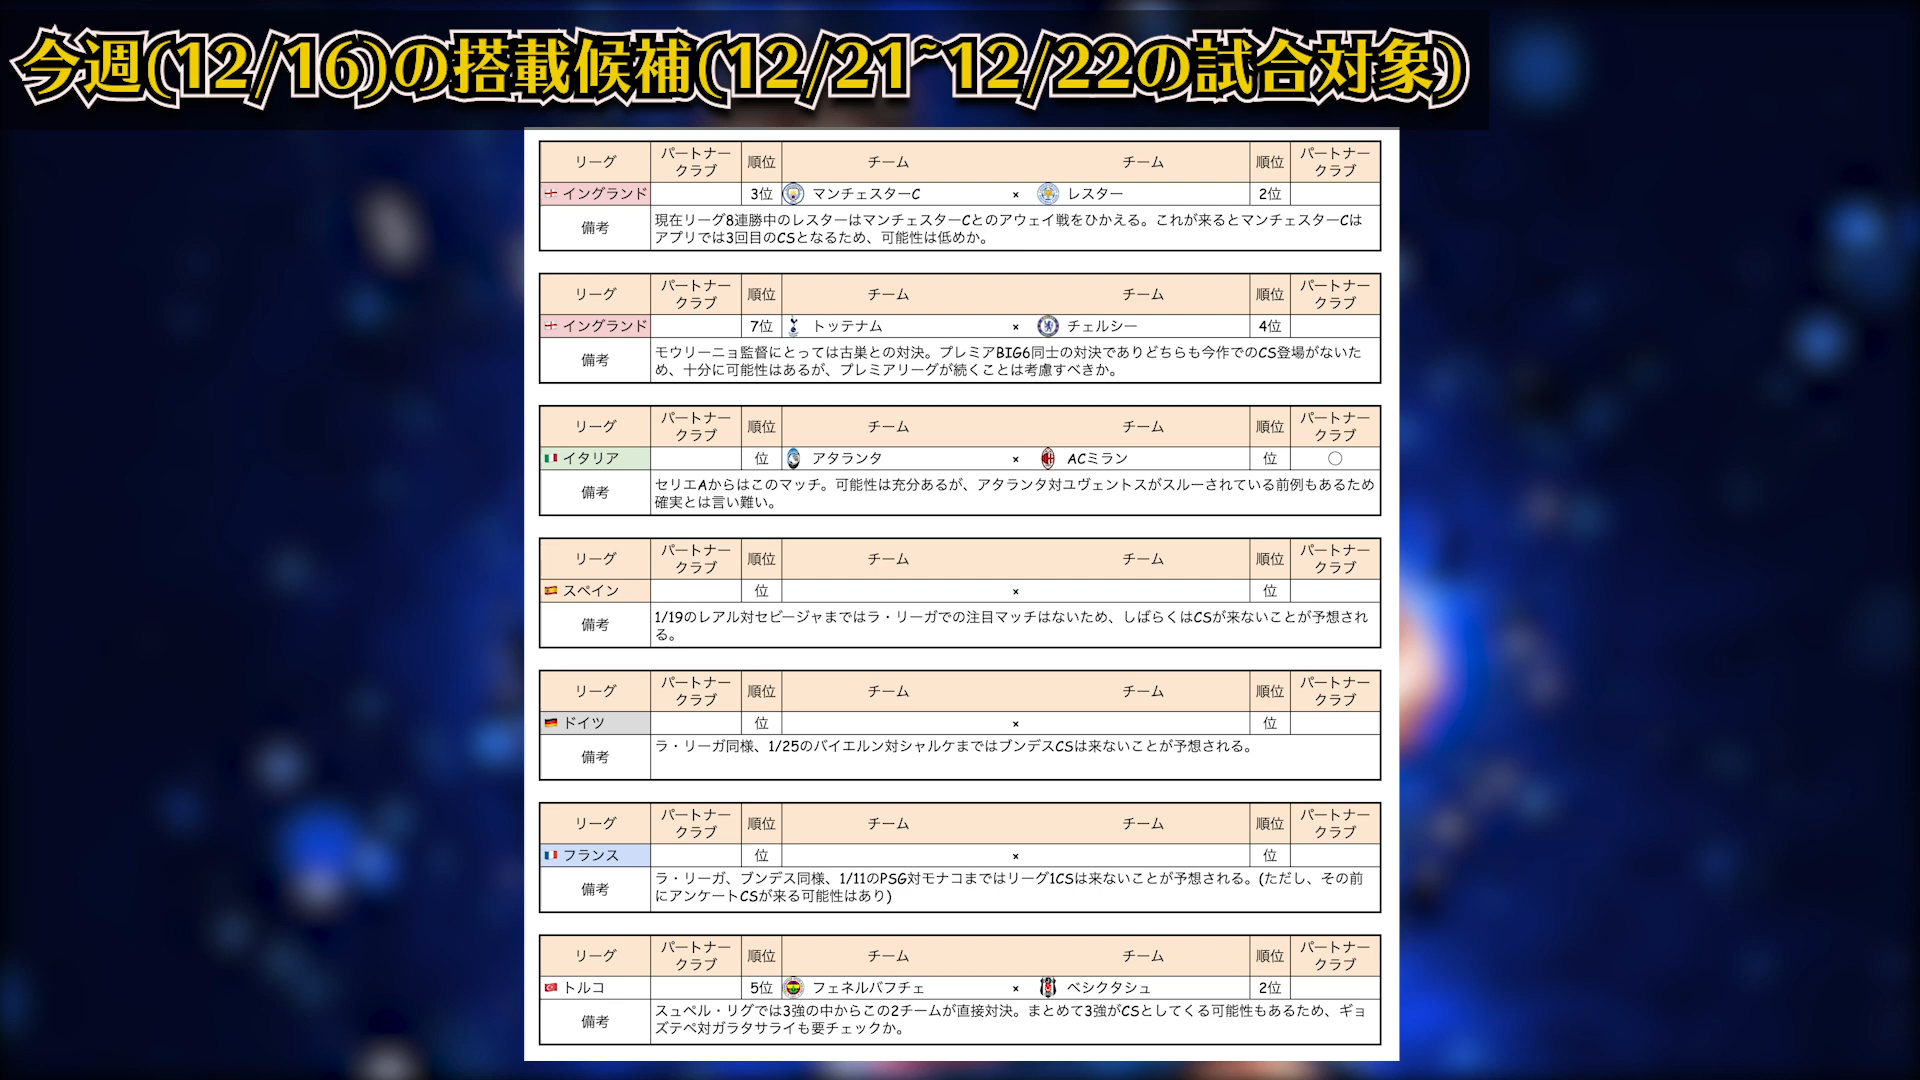 今週(12/16)の搭載候補(12/21~12/22の試合対象)
リーグ パートナークラブ 順位 チーム チーム 順位 パートナークラブ
イングランド 3位 マンチェスターC × レスター 2位
備考 現在リーグ8連勝中のレスターはマンチェスターCとのアウェイ戦をひかえる。これが来るとマンチェスターCは
アプリでは3回目のCSとなるため、可能性は低めか。
リーグ パートナークラブ 順位 チーム チーム 順位 パートナークラブ
イングランド 7位 トッテナム × チェルシー 4位
備考 モウリーニョ監督にとっては古巣との対決。プレミアBIG6同士の対決でありどちらも今作でのCS登場がないた
め、十分に可能性はあるが、プレミアリーグが続くことは考慮すべきか。
リーグ パートナークラブ 順位 チーム チーム 順位 パートナークラブ
イタリア 位 アタランタ × ACミラン 位 ○
備考 セリエAからはこのマッチ。可能性は充分あるが、アタランタ対ユヴェントスがスルーされている前例もあるため
確実とは言い難い。
リーグ パートナークラブ 順位 チーム チーム 順位 パートナークラブ
スペイン 位 × 位
備考 1/19のレアル対セビージャまではラ・リーガでの注目マッチはないため、しばらくはCSが来ないことが予想され
る。
リーグ パートナークラブ 順位 チーム チーム 順位 パートナークラブ
ドイツ 位 × 位
備考 ラ・リーガ同様、1/25のバイエルン対シャルケまではブンデスCSは来ないことが予想される。
リーグ パートナークラブ 順位 チーム チーム 順位 パートナークラブ
フランス 位 × 位
備考 ラ・リーガ、ブンデス同様、1/11のPSG対モナコまではリーグ1CSは来ないことが予想される。(ただし、その前
にアンケートCSが来る可能性はあり)
リーグ パートナークラブ 順位 チーム チーム 順位 パートナークラブ
トルコ 5位 フェネルバフチェ × ベシクタシュ 2位
備考 スュペル・リグでは3強の中からこの2チームが直接対決。まとめて3強がCSとしてくる可能性もあるため、ギョ
ズテペ対ガラタサライも要チェックか。